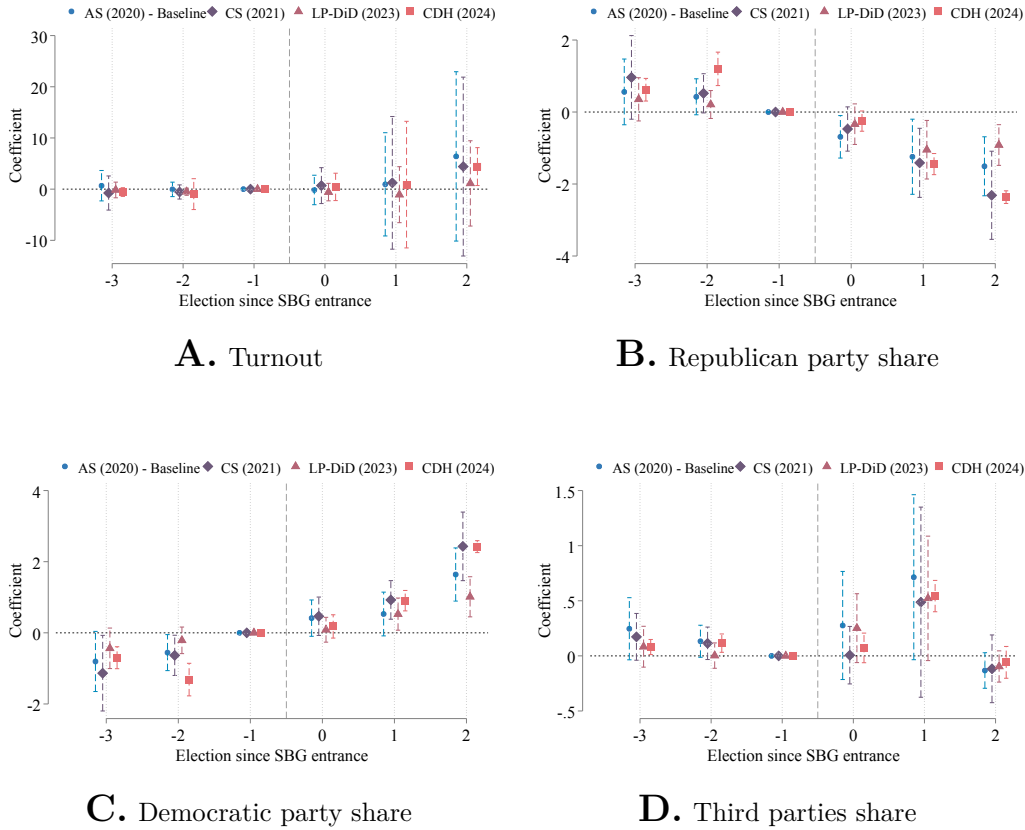 AS (2020) - Baseline CS (2021) LP-DiD (2023) CDH (2024)
30
20
10
0
-10
Coefficient
-3 -2 -1 0 1 2
Election since SBG entrance
A. Turnout
AS (2020) - Baseline CS (2021) LP-DiD (2023) CDH (2024)
2
0
-2
-4
Coefficient
-3 -2 -1 0 1 2
Election since SBG entrance
B. Republican party share
AS (2020) - Baseline CS (2021) LP-DiD (2023) CDH (2024)
4
2
0
-2
Coefficient
-3 -2 -1 0 1 2
Election since SBG entrance
C. Democratic party share
AS (2020) - Baseline CS (2021) LP-DiD (2023) CDH (2024)
1.5
1
.5
0
-.5
Coefficient
-3 -2 -1 0 1 2
Election since SBG entrance
D. Third parties share